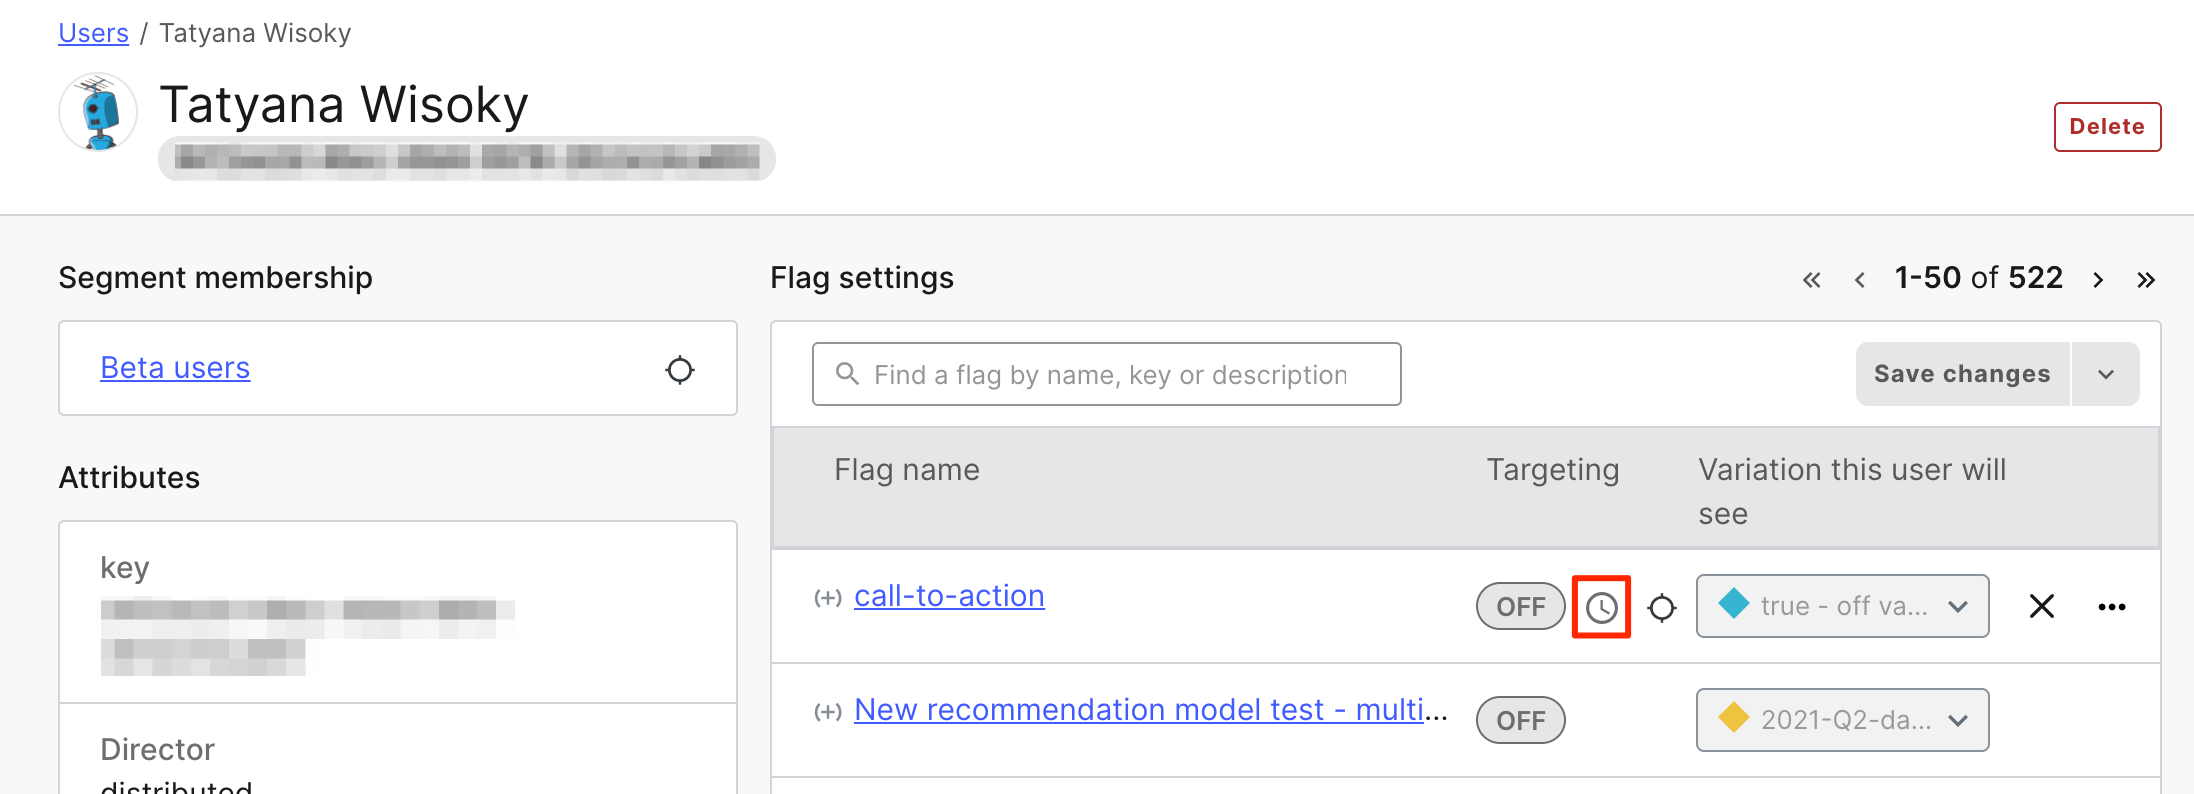 Users / Tatyana Wisoky
Tatyana Wisoky
Delete
Segment membership
Beta users
Attributes
key
Director
distributed
Flag settings
1-50 of 522
Find a flag by name, key or description
Save changes
Flag name
Targeting
Variation this user will
see
call-to-action
OFF
true - off va...
New recommendation model test - multi...
OFF
2021-Q2-da...